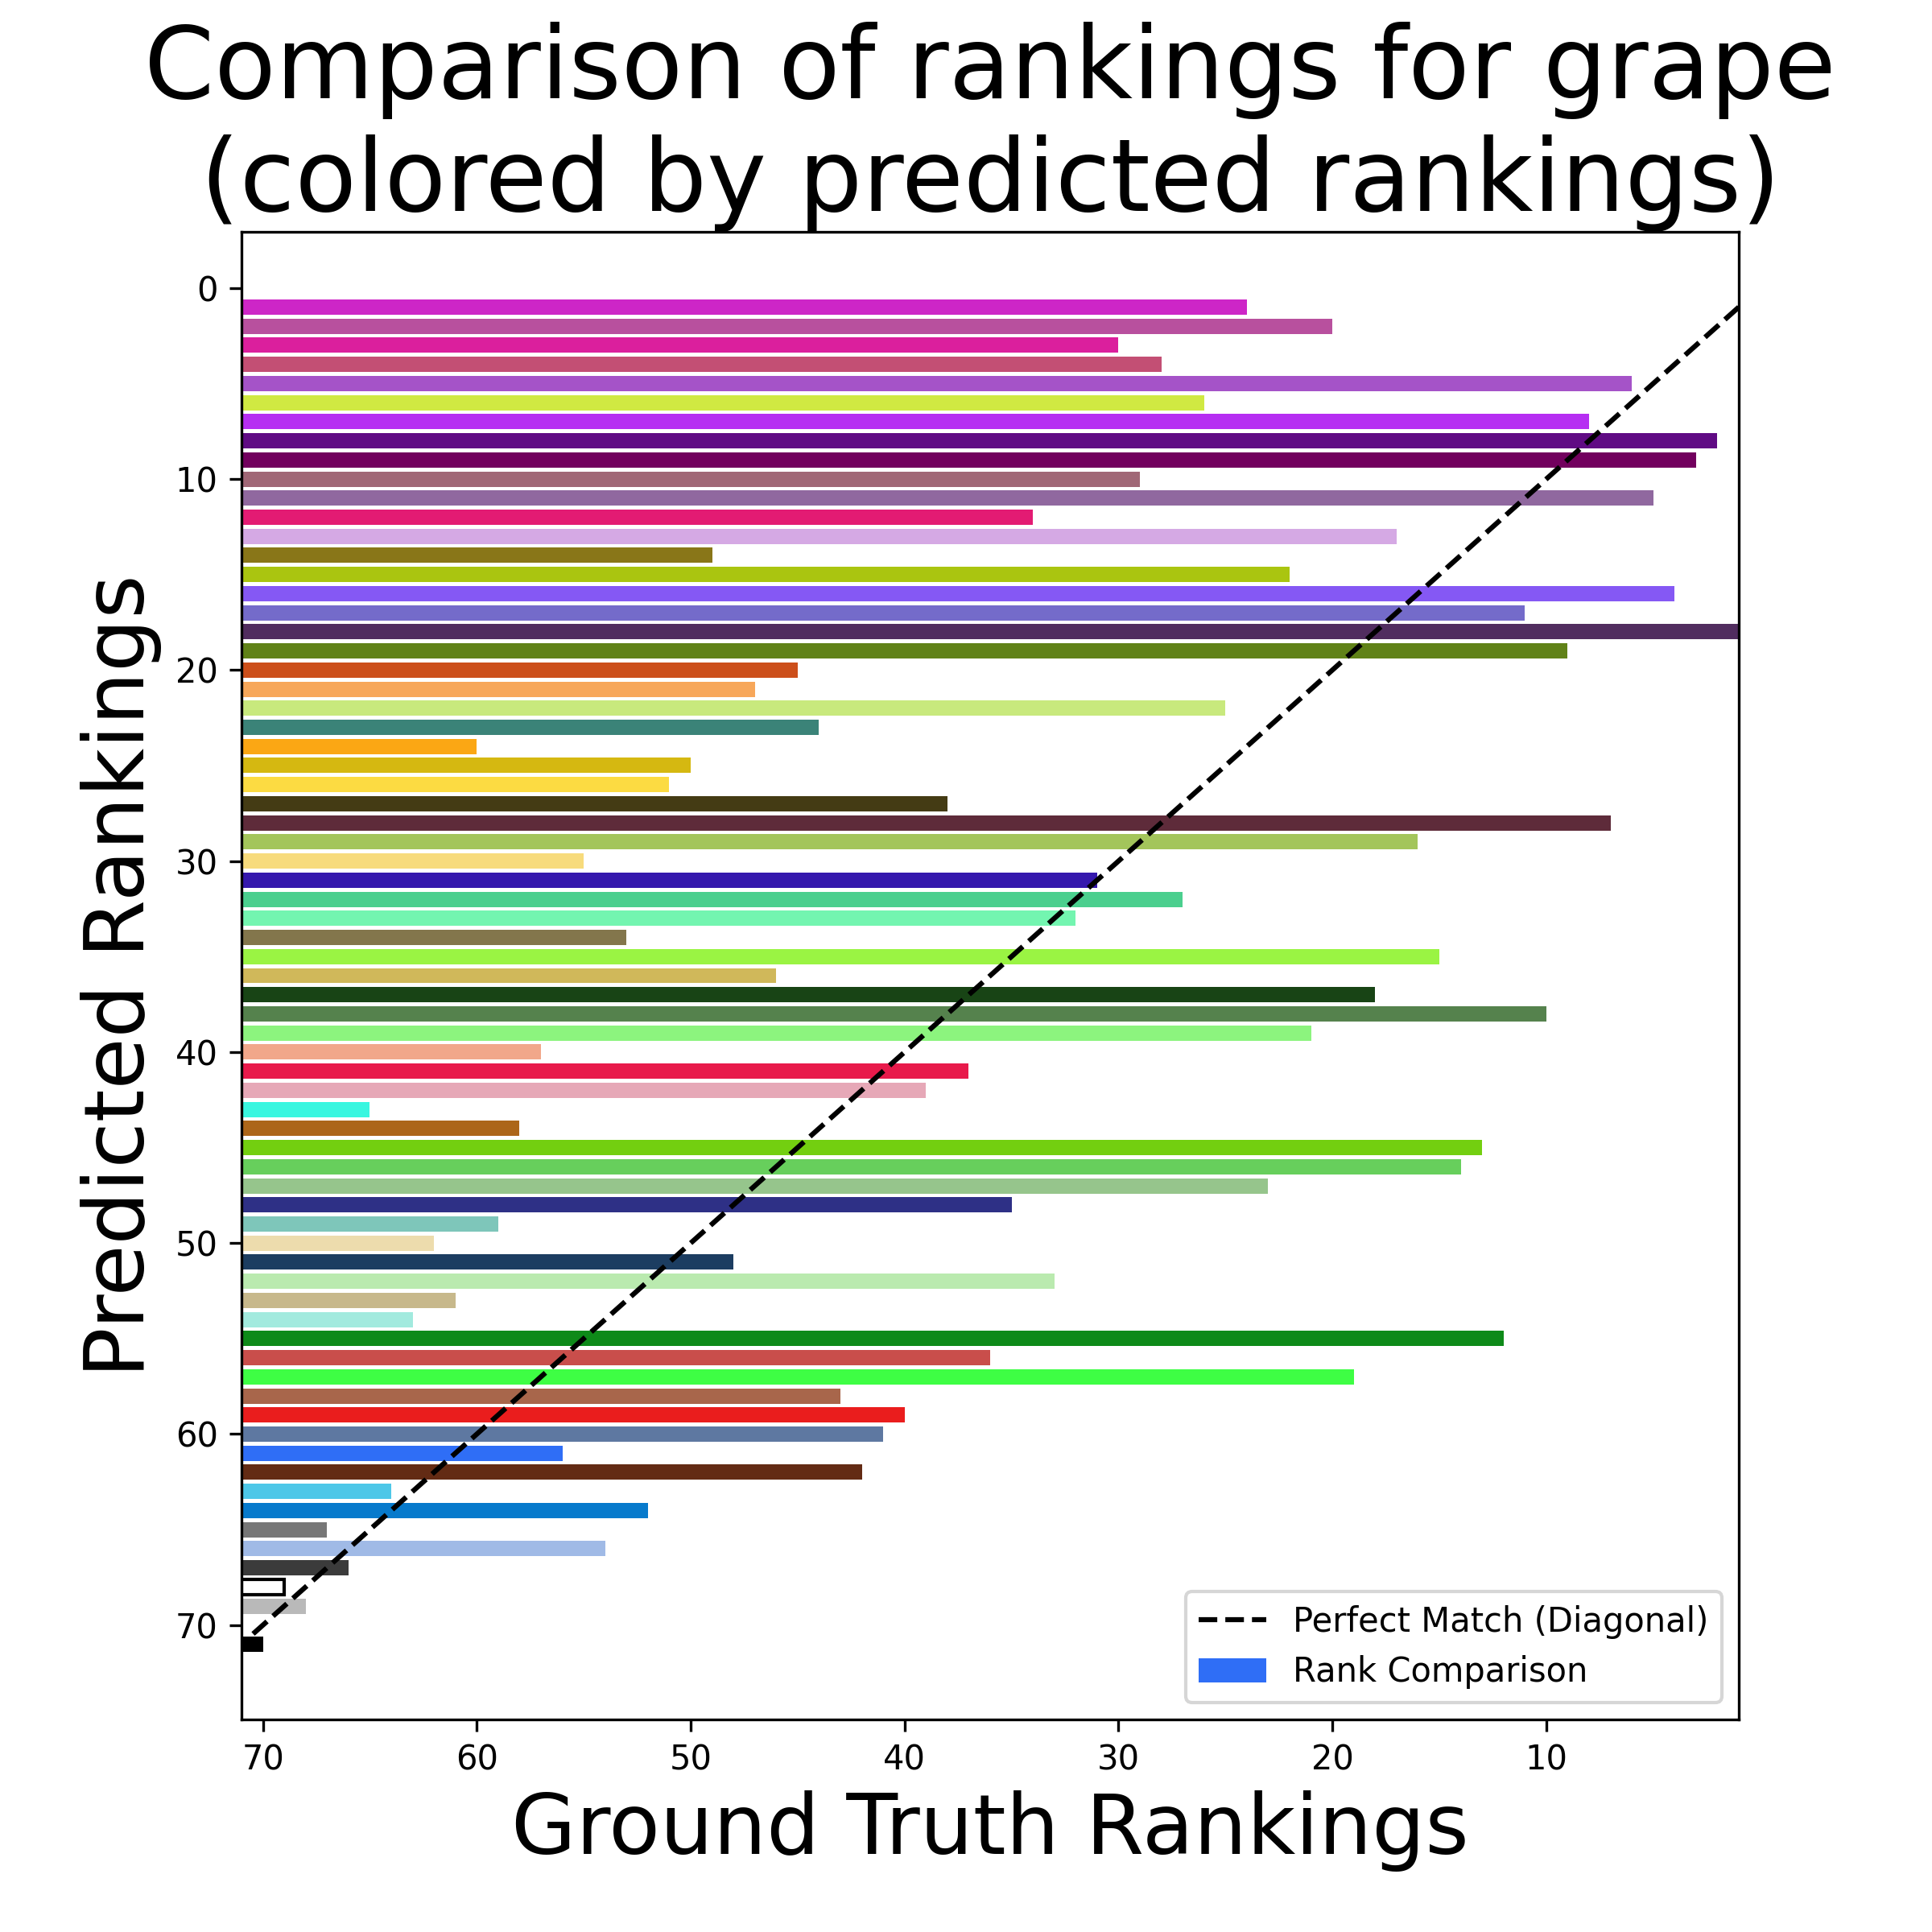 Comparison of rankings for grape
(colored by predicted rankings)
Predicted Rankings
0
10
20
30
40
50
60
70
Perfect Match (Diagonal)
Rank Comparison
70 60 50 40 30 20 10
Ground Truth Rankings